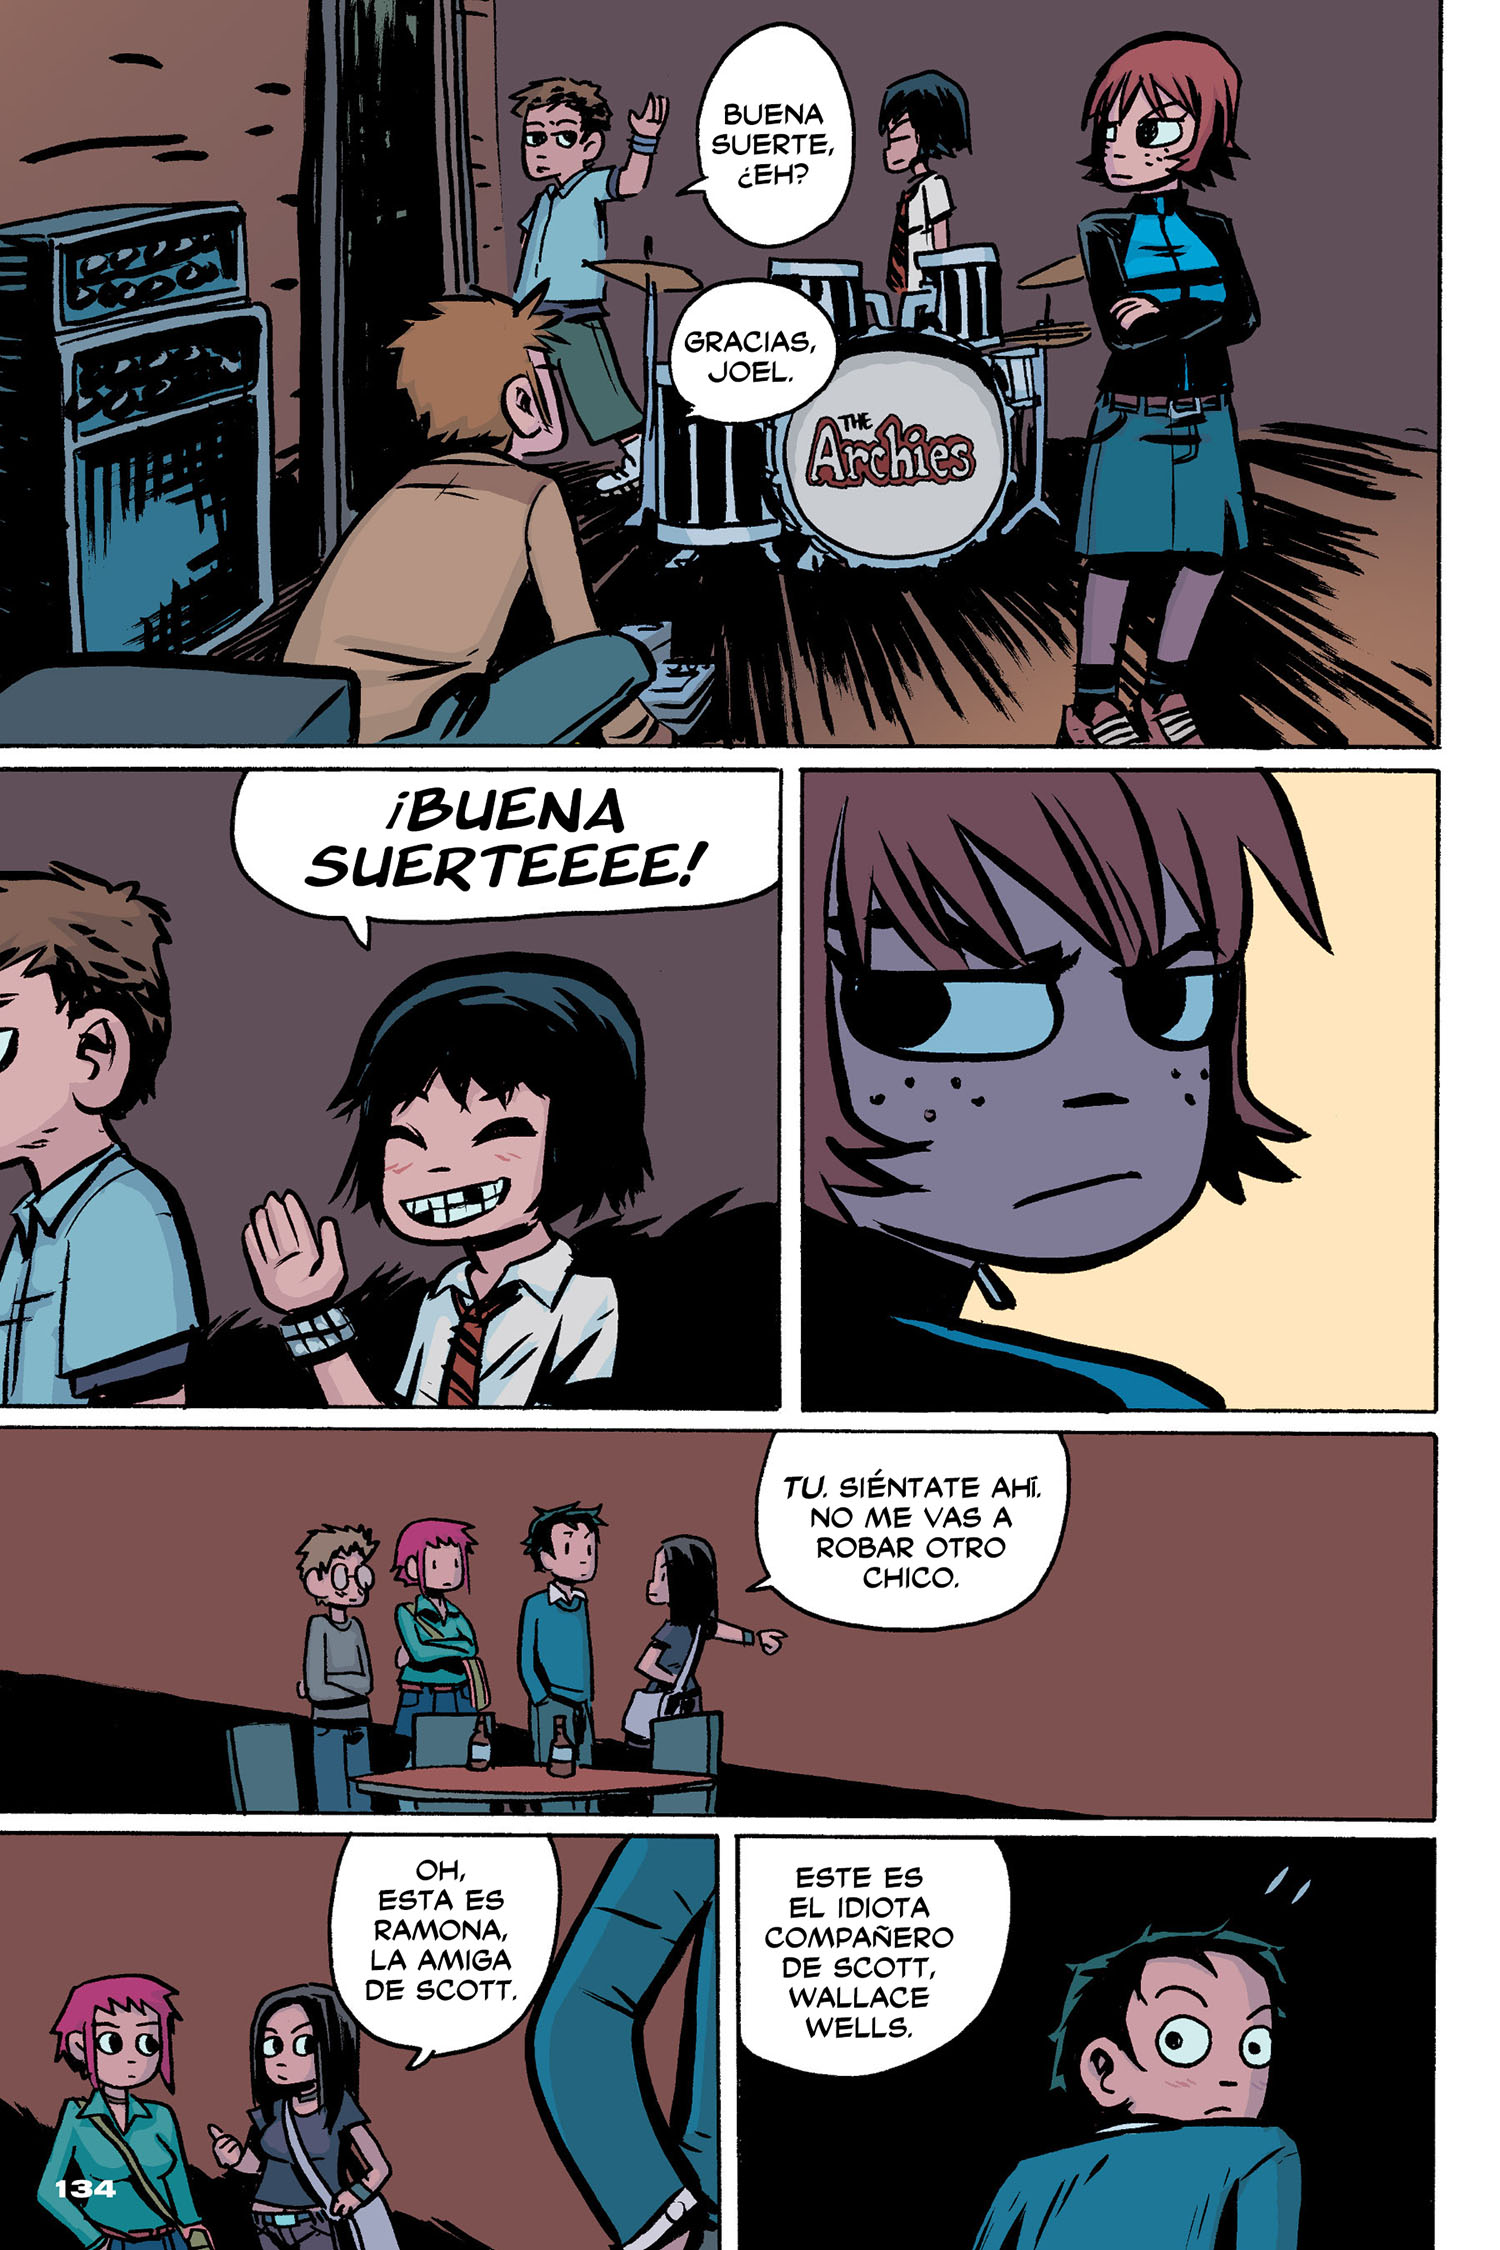 BUENA
SUERTE,
¿EH?
GRACIAS,
JOEL.
THE
Archies
¡BUENA
SUERTEEEE!
TU. SIÉNTATE AHÍ.
NO ME VAS A
ROBAR OTRO
CHICO.
OH,
ESTA ES
RAMONA,
LA AMIGA
DE SCOTT.
ESTE ES
EL IDIOTA
COMPAÑERO
DE SCOTT,
WALLACE
WELLS.
134